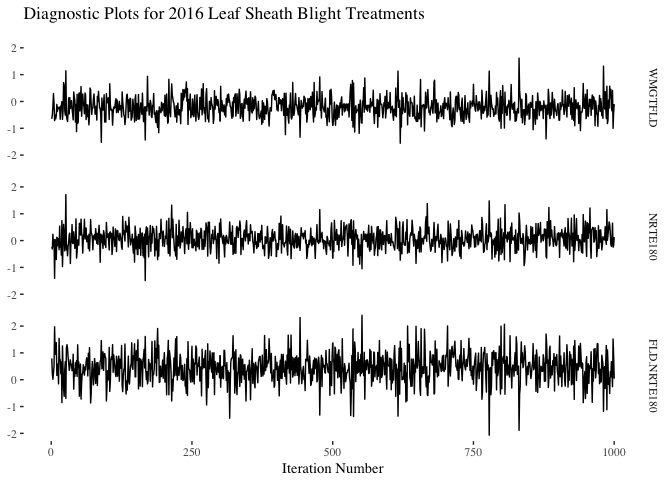 Diagnostic Plots for 2016 Leaf Sheath Blight Treatments
2
1
0
-1
-2
WMGTFLD
2
1
0
-1
-2
NRTE180
2
1
0
-1
-2
FLD.NRTE180
0 250 500 750 1000
Iteration Number